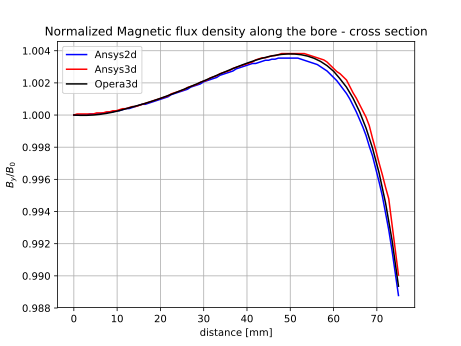 Normalized Magnetic flux density along the bore - cross section
1.004
1.002
1.000
0.998
0.996
0.994
0.992
0.990
0.988
B_y/B_0
Ansys2d
Ansys3d
Opera3d
0 10 20 30 40 50 60 70
distance [mm]